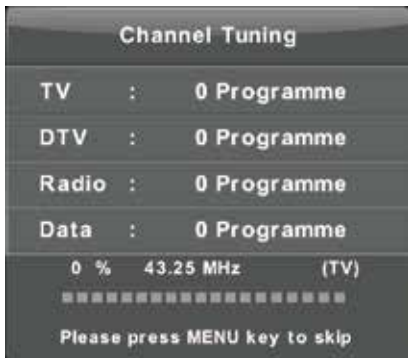 Channel Tuning
TV : 0 Programme
DTV : 0 Programme
Radio : 0 Programme
Data : 0 Programme
0 % 43.25 MHz (TV)
Please press MENU key to skip